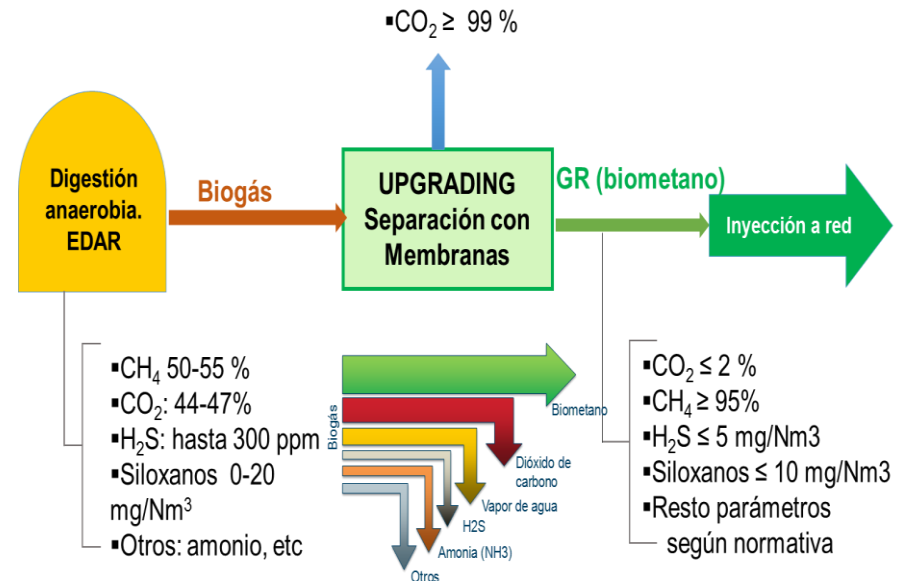 ▪CO₂ ≥ 99 %
Digestión
anaerobia.
EDAR
Biogás
UPGRADING
Separación con
Membranas
GR (biometano)
Inyección a red
▪CH₄ 50-55 %
▪CO₂: 44-47%
▪H₂S: hasta 300 ppm
▪Siloxanos 0-20
mg/Nm³
▪Otros: amonio, etc
Biogás
Biometano
Dióxido de
carbono
Vapor de agua
H2S
Amonia (NH3)
Otros
▪CO₂ ≤ 2 %
▪CH₄ ≥ 95%
▪H₂S ≤ 5 mg/Nm3
▪Siloxanos ≤ 10 mg/Nm3
▪Resto parámetros
según normativa